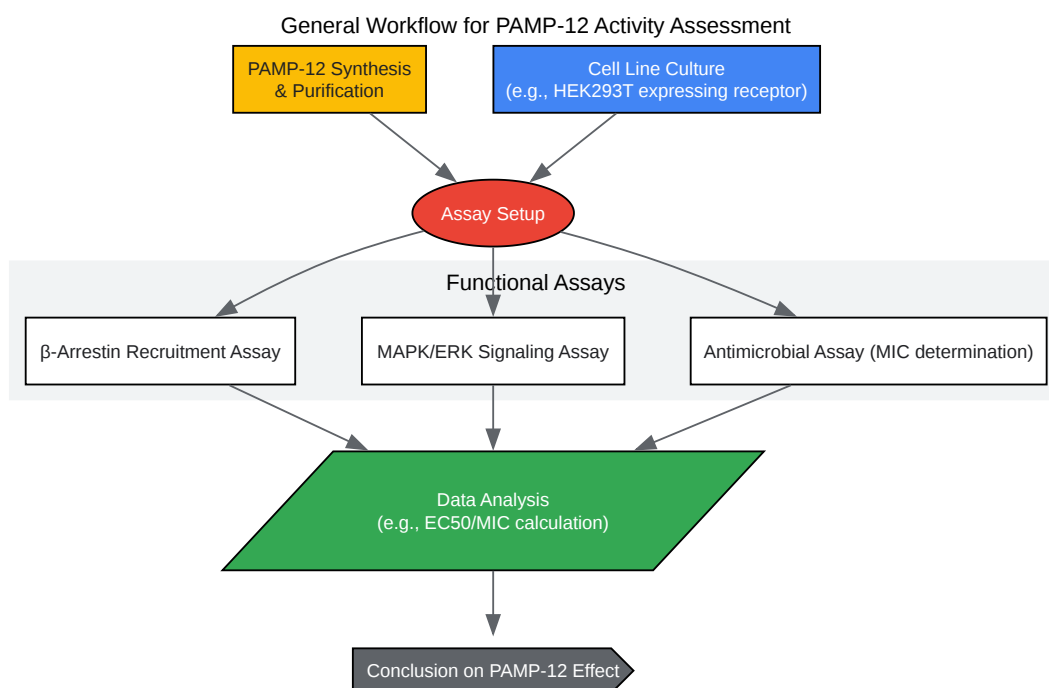 General Workflow for PAMP-12 Activity Assessment
PAMP-12 Synthesis
& Purification
Cell Line Culture
(e.g., HEK293T expressing receptor)
Assay Setup
Functional Assays
β-Arrestin Recruitment Assay
MAPK/ERK Signaling Assay
Antimicrobial Assay (MIC determination)
Data Analysis
(e.g., EC50/MIC calculation)
Conclusion on PAMP-12 Effect